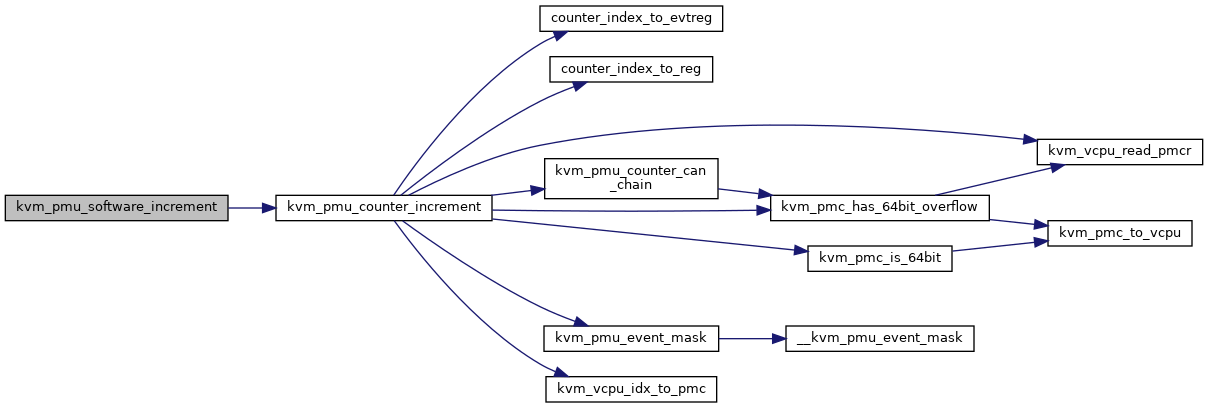 counter_index_to_evtreg
counter_index_to_reg
kvm_vcpu_read_pmcr
kvm_pmu_counter_can
_chain
kvm_pmu_software_increment
kvm_pmu_counter_increment
kvm_pmc_has_64bit_overflow
kvm_pmc_to_vcpu
kvm_pmc_is_64bit
kvm_pmu_event_mask
__kvm_pmu_event_mask
kvm_vcpu_idx_to_pmc